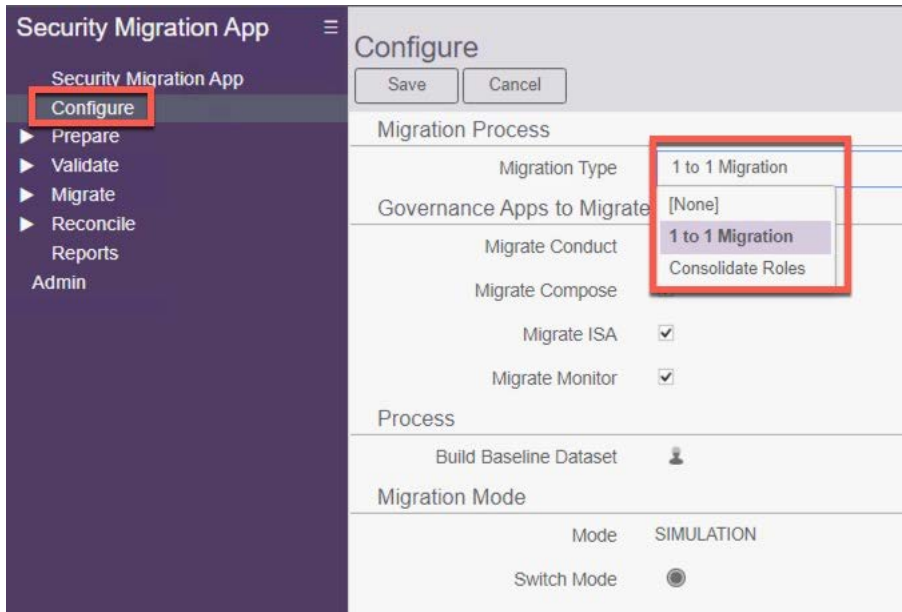 Security Migration App
Security Migration App
Configure
Prepare
Validate
Migrate
Reconcile
Reports
Admin
Configure
Save Cancel
Migration Process
Migration Type 1 to 1 Migration
[None]
1 to 1 Migration
Consolidate Roles
Governance Apps to Migrate
Migrate Conduct
Migrate Compose
Migrate ISA
Migrate Monitor
Process
Build Baseline Dataset
Migration Mode
Mode SIMULATION
Switch Mode